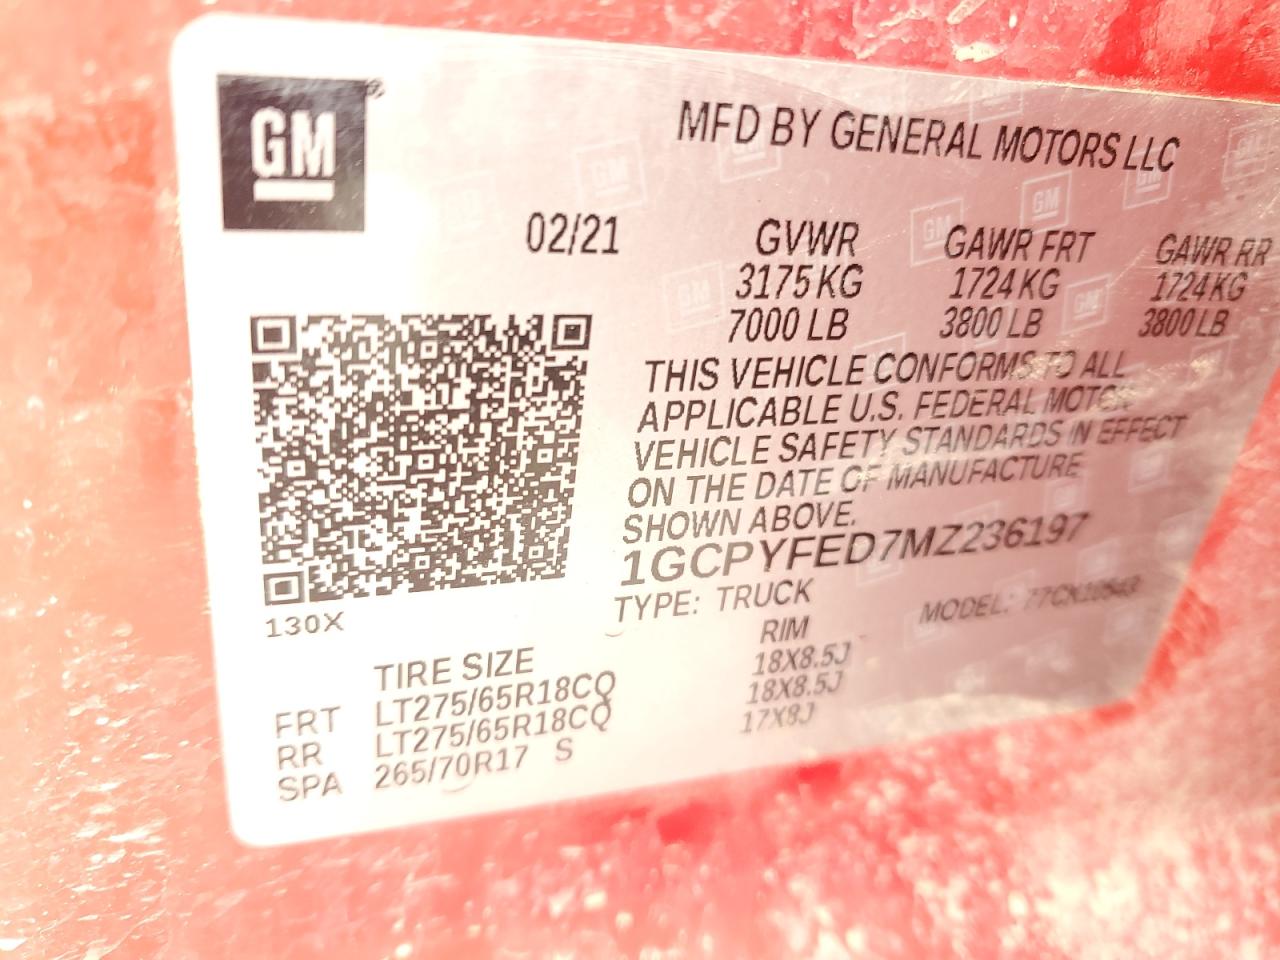 GM
MFD BY GENERAL MOTORS LLC
02/21 GVWR GAWR FRT GAWR RR
3175 KG 1724 KG 1724 KG
7000 LB 3800 LB 3800 LB
THIS VEHICLE CONFORMS TO ALL
APPLICABLE U.S. FEDERAL MOTOR
VEHICLE SAFETY STANDARDS IN EFFECT
ON THE DATE OF MANUFACTURE
SHOWN ABOVE.
1GCPYFED7MZ236197
TYPE: TRUCK MODEL:
130X
TIRE SIZE RIM
FRT LT275/65R18CQ 18X8.5J
RR LT275/65R18CQ 18X8.5J
SPA 265/70R17 S 17X8J